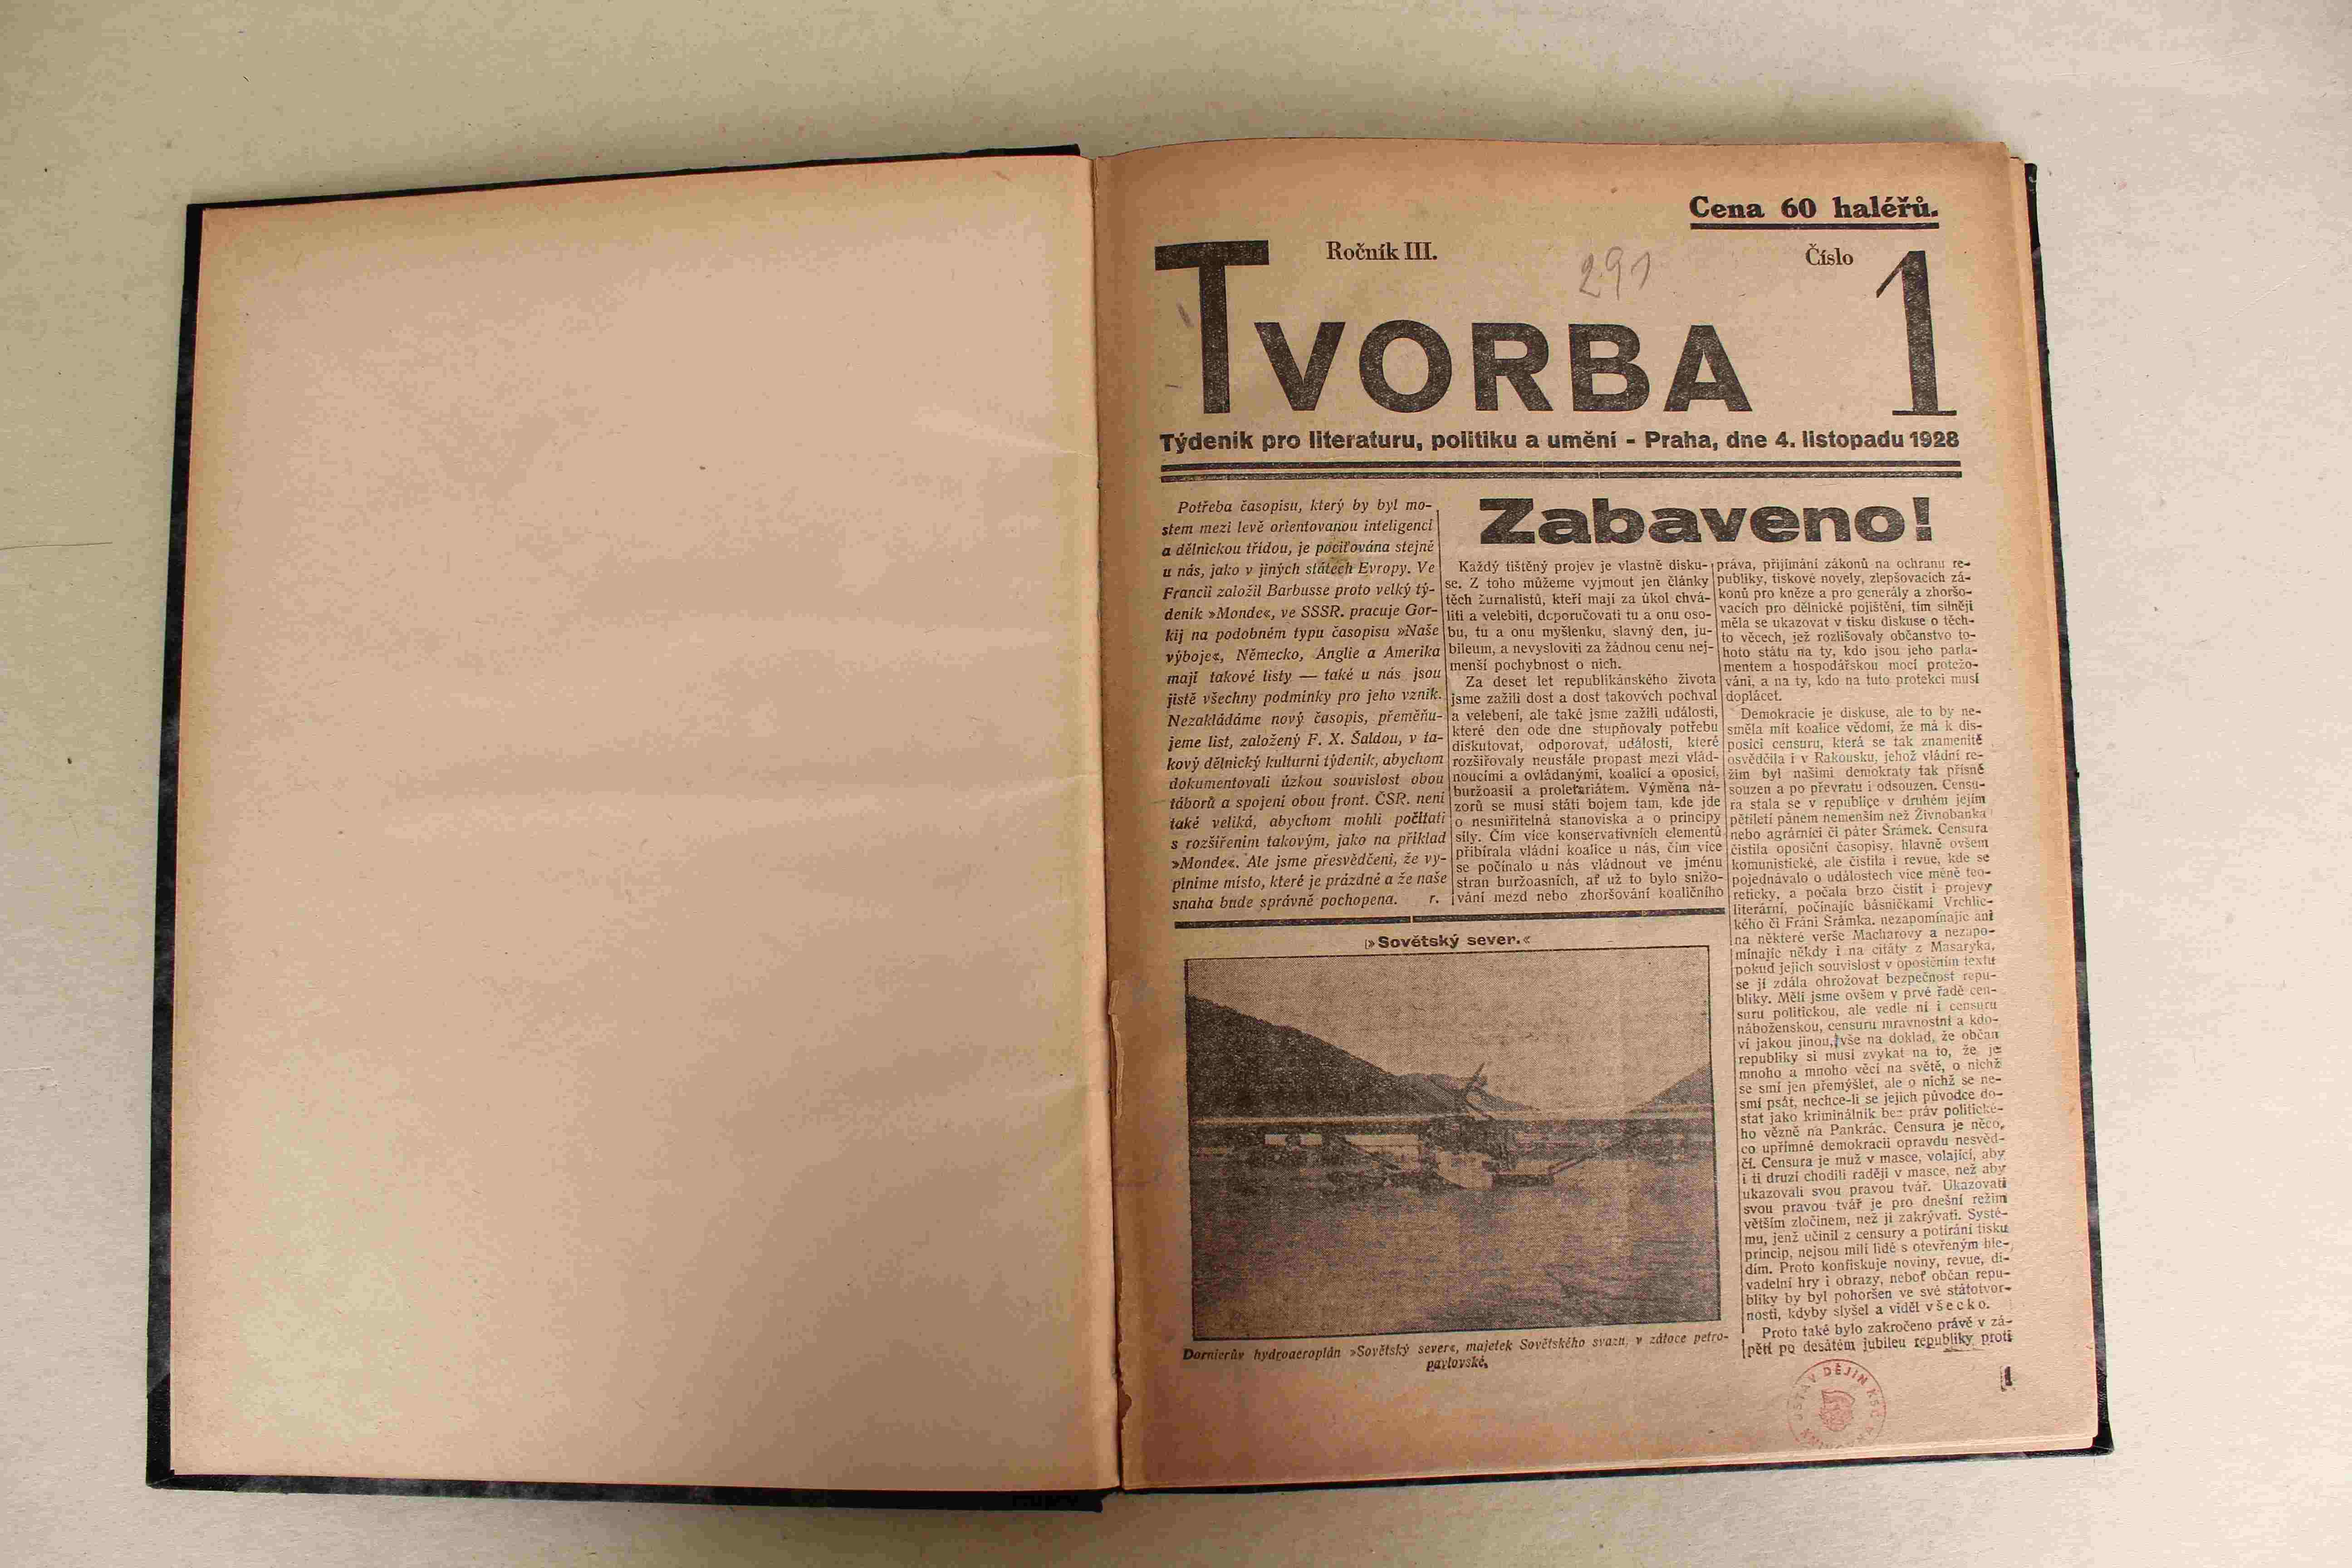 Cena 60 haléřů.
Ročník III.
291
Číslo
1
TVORBA
Týdeník pro literaturu, politiku a umění - Praha, dne 4. listopadu 1928
Potřeba časopisu, který by byl mo-
stem mezi levě orientovanou inteligencí
a dělnickou třídou, je pociťována stejně
u nás, jako v jiných státech Evropy. Ve
Francii založil Barbusse proto velký tý-
deník »Monde«, ve SSSR. pracuje Gor-
kij na podobném typu časopisu »Naše
výboje«, Německo, Anglie a Amerika
mají takové listy — také u nás jsou
jistě všechny podmínky pro jeho vznik.
Nezakládáme nový časopis, přeměňu-
jeme list, založený F. X. Šaldou, v ta-
kový dělnický kulturní týdeník, abychom
dokumentovali úzkou souvislost obou
táborů a spojení obou front. ČSR. není
také veliká, abychom mohli počítati
s rozšířením takovým, jako na příklad
»Monde«. Ale jsme přesvědčeni, že vy-
plníme místo, které je prázdné a že naše
snaha bude správně pochopena. r.
Zabaveno!
Každý tištěný projev je vlastně disku-
se. Z toho můžeme vyjmout jen články
těch žurnalistů, kteří mají za úkol chvá-
liti a velebiti, doporučovati tu a onu oso-
bu, tu a onu myšlenku, slavný den, ju-
bileum, a nevysloviti za žádnou cenu nej-
menší pochybnost o nich.
Za deset let republikánského života
jsme zažili dost a dost takových pochval
a velebení, ale také jsme zažili události,
které den ode dne stupňovaly potřebu
diskutovat, odporovat, události, které
rozšiřovaly neustále propast mezi vlád-
noucími a ovládanými, koalicí a oposicí,
buržoasií a proletariátem. Výměna ná-
zorů se musí státi bojem tam, kde jde
o nesmiřitelná stanoviska a o principy
síly. Čím více konservativních elementů
přibírala vládní koalice u nás, čím více
se počínalo u nás vládnout ve jménu
stran buržoasních, ať už to bylo snižo-
vání mezd nebo zhoršování koaličního
práva, přijímání zákonů na ochranu re-
publiky, tiskové novely, zlepšovacích zá-
konů pro kněze a pro generály a zhoršo-
vacích pro dělnické pojištění, tím silněji
měla se ukazovat v tisku diskuse o těch-
to věcech, jež rozlišovaly občanstvo to-
hoto státu na ty, kdo jsou jeho parla-
mentem a hospodářskou mocí protežo-
váni, a na ty, kdo na tuto protekci musí
doplácet.
Demokracie je diskuse, ale to by ne-
směla mít koalice vědomí, že má k dis-
posici censuru, která se tak znamenitě
osvědčila i v Rakousku, jehož vládní re-
žim byl našimi demokraty tak přísně
souzen a po převratu i odsouzen. Censu-
ra stala se v republice v druhém jejím
pětiletí pánem nemenším než Živnobanka
nebo agrárníci či páter Šrámek. Censura
čistila oposiční časopisy, hlavně ovšem
komunistické, ale čistila i revue, kde se
pojednávalo o událostech více méně teo-
reticky, a počala brzo čistit i projevy
literární, počínajíc básničkami Vrchlic-
kého či Fráni Šrámka, nezapomínajíc ani
na některé verše Macharovy a nezapo-
mínajíc někdy i na citáty z Masaryka,
pokud jejich souvislost v oposičním textu
se jí zdála ohrožovat bezpečnost repu-
bliky. Měli jsme ovšem v prvé řadě cen-
suru politickou, ale vedle ní i censuru
náboženskou, censuru mravnostní a kdo-
ví jakou jinou, vše na doklad, že občan
republiky si musí zvykat na to, že je
mnoho a mnoho věcí na světě, o nichž
se smí jen přemýšlet, ale o nichž se ne-
smí psát, nechce-li se jejich původce do-
stat jako kriminálník bez práv politické-
ho vězně na Pankrác. Censura je něco,
co upřímné demokracii opravdu nesvěd-
čí. Censura je muž v masce, volající, aby
i ti druzí chodili raději v masce, než aby
ukazovali svou pravou tvář. Ukazovati
svou pravou tvář je pro dnešní režim
větším zločinem, než ji zakrývati. Systé-
mu, jenž učinil z censury a potírání tisku
princip, nejsou milí lidé s otevřeným hle-
dím. Proto konfiskuje noviny, revue, di-
vadelní hry i obrazy, neboť občan repu-
bliky by byl pohoršen ve své státotvor-
nosti, kdyby slyšel a viděl všecko.
Proto také bylo zakročeno právě v zá-
pětí po desátém jubileu republiky proti
»Sovětský sever.«
Dornierův hydroaeroplán »Sovětský sever«, majetek Sovětského svazu, v zátoce petro-
pavlovské.
1
ÚSTAV DĚJIN KSČ
KNIHOVNA